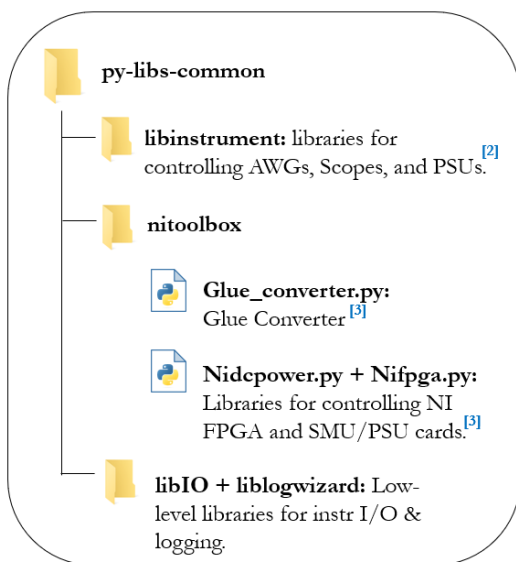 py-libs-common
libinstrument: libraries for
controlling AWGs, Scopes, and PSUs.[2]
nitoolbox
Glue_converter.py:
Glue Converter [3]
Nidcpower.py + Nifpga.py:
Libraries for controlling NI
FPGA and SMU/PSU cards.[3]
libIO + liblogwizard: Low-
level libraries for instr I/O &
logging.